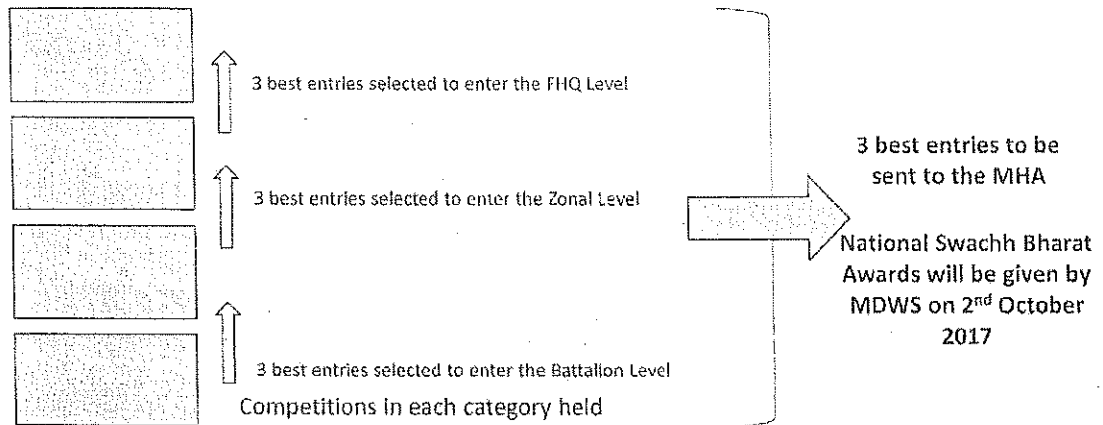 3 best entries selected to enter the FHQ Level
3 best entries selected to enter the Zonal Level
3 best entries selected to enter the Battalion Level
Competitions in each category held
3 best entries to be
sent to the MHA
National Swachh Bharat
Awards will be given by
MDWS on 2nd October
2017